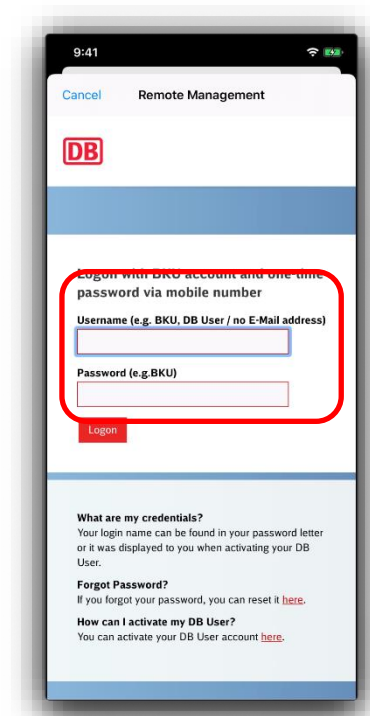 9:41
Cancel Remote Management
DB
Logon with BKU account and one-time
password via mobile number
Username (e.g. BKU, DB User / no E-Mail address)
Password (e.g.BKU)
Logon
What are my credentials?
Your login name can be found in your password letter
or it was displayed to you when activating your DB
User.
Forgot Password?
If you forgot your password, you can reset it here.
How can I activate my DB User?
You can activate your DB User account here.